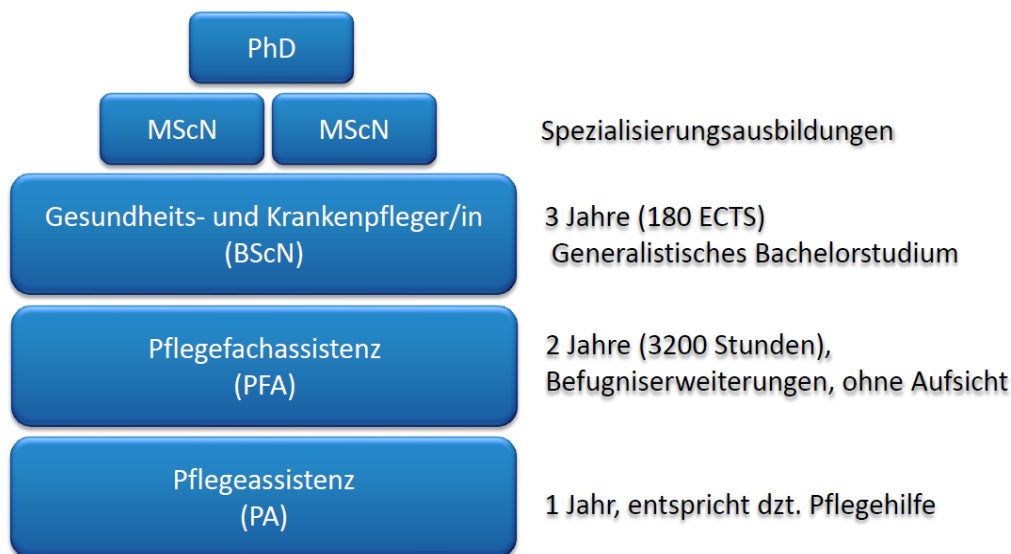 PhD
MScN
MScN
Spezialisierungsausbildungen
Gesundheits- und Krankenpfleger/in
(BScN)
3 Jahre (180 ECTS)
Generalistisches Bachelorstudium
Pflegefachassistenz
(PFA)
2 Jahre (3200 Stunden),
Befugniserweiterungen, ohne Aufsicht
Pflegeassistenz
(PA)
1 Jahr, entspricht dzt. Pflegehilfe